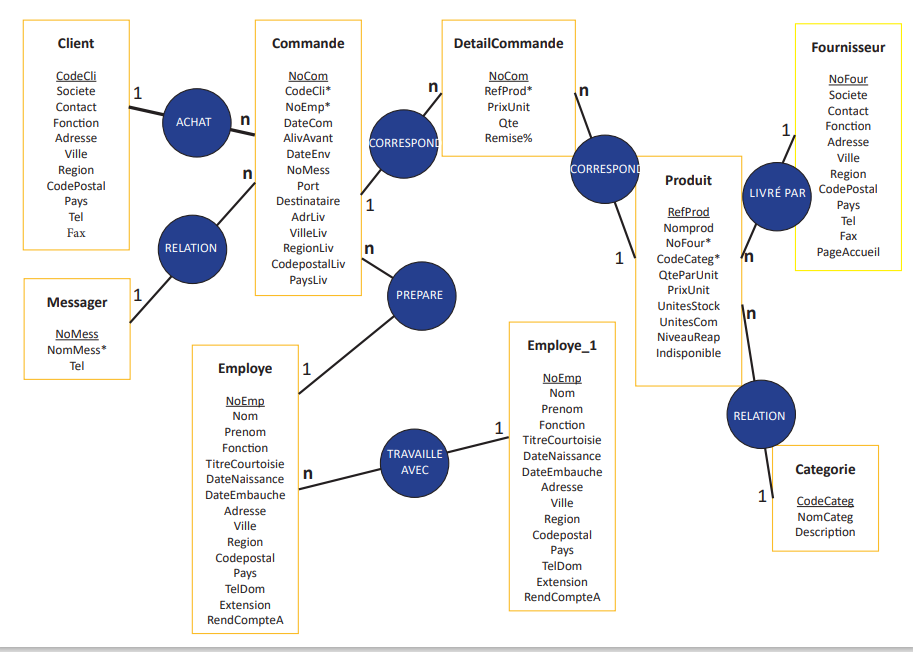 Client
CodeCli
Societe
Contact
Fonction
Adresse
Ville
Region
CodePostal
Pays
Tel
Fax
1
ACHAT
n
Commande
NoCom
CodeCli*
NoEmp*
DateCom
AlivAvant
DateEnv
NoMess
Port
Destinataire
AdrLiv
VilleLiv
RegionLiv
CodepostalLiv
PaysLiv
n
CORRESPOND
1
DetailCommande
NoCom
RefProd*
PrixUnit
Qte
Remise%
n
CORRESPOND
1
Produit
RefProd
Nomprod
NoFour*
CodeCateg*
QteParUnit
PrixUnit
UnitesStock
UnitesCom
NiveauReap
Indisponible
1
LIVRÉ PAR
n
Fournisseur
NoFour
Societe
Contact
Fonction
Adresse
Ville
Region
CodePostal
Pays
Tel
Fax
PageAccueil
n
RELATION
1
Messager
NoMess
NomMess*
Tel
n
PREPARE
1
Employe
NoEmp
Nom
Prenom
Fonction
TitreCourtoisie
DateNaissance
DateEmbauche
Adresse
Ville
Region
Codepostal
Pays
TelDom
Extension
RendCompteA
n
TRAVAILLE
AVEC
1
Employe_1
NoEmp
Nom
Prenom
Fonction
TitreCourtoisie
DateNaissance
DateEmbauche
Adresse
Ville
Region
Codepostal
Pays
TelDom
Extension
RendCompteA
n
RELATION
1
Categorie
CodeCateg
NomCateg
Description